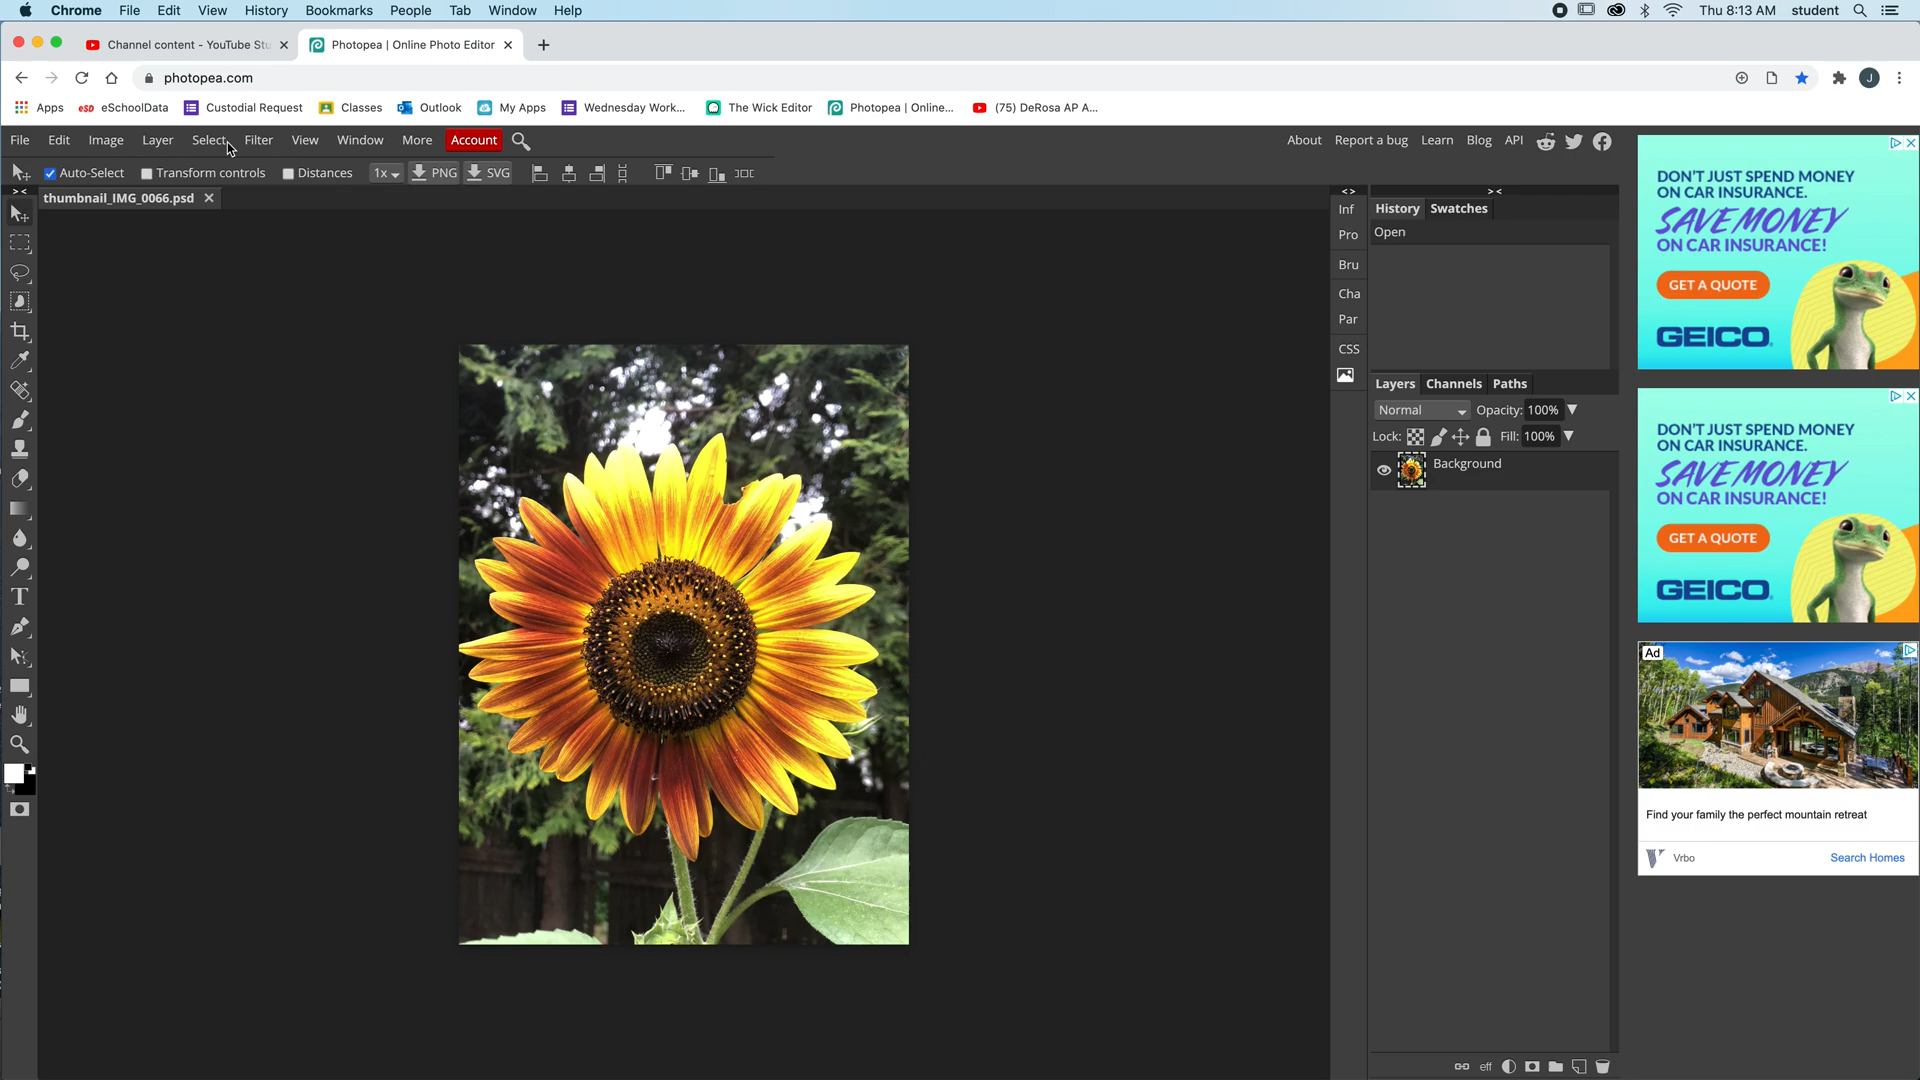 Chrome File Edit View History Bookmarks People Tab Window Help Thu 8:13 AM student
Channel content - YouTube Stu Photopea | Online Photo Editor
photopea.com J
Apps eSD eSchoolData Custodial Request Classes Outlook My Apps Wednesday Work... The Wick Editor Photopea | Online... (75) DeRosa AP A...
File Edit Image Layer Select Filter View Window More Account About Report a bug Learn Blog API
Auto-Select Transform controls Distances 1x PNG SVG
thumbnail_IMG_0066.psd
Inf
Pro
Bru
Cha
Par
CSS
History Swatches
Open
Layers Channels Paths
Normal Opacity: 100%
Lock: Fill: 100%
Background
eff
DON'T JUST SPEND MONEY
ON CAR INSURANCE.
SAVE MONEY
ON CAR INSURANCE!
GET A QUOTE
GEICO.
DON'T JUST SPEND MONEY
ON CAR INSURANCE.
SAVE MONEY
ON CAR INSURANCE!
GET A QUOTE
GEICO.
Ad
Find your family the perfect mountain retreat
Vrbo Search Homes